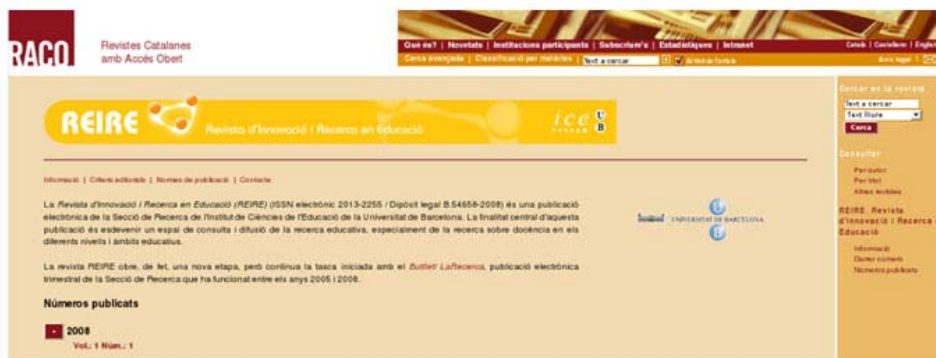 RACO
Revistes Catalanes
amb Accés Obert
Què és? | Novetats | Institucions participants | Subscriu's | Estadístiques | Intranet
Català | Castellano | English
Cerca avançada | Classificació per matèries | Text a cercar
Avís legal
REIRE Revista d'Innovació i Recerca en Educació
ice UB
Informació | Criteris editorials | Normes de publicació | Contacte
La Revista d'Innovació i Recerca en Educació (REIRE) (ISSN electrònic 2013-2255 / Dipòsit legal B.54658-2008) és una publicació
electrònica de la Secció de Recerca de l'Institut de Ciències de l'Educació de la Universitat de Barcelona. La finalitat central d'aquesta
publicació és esdevenir un espai de consulta i difusió de la recerca educativa, especialment de la recerca sobre docència en els
diferents nivells i àmbits educatius.
La revista REIRE obre, de fet, una nova etapa, però continua la tasca iniciada amb el Butlletí LaRecerca, publicació electrònica
trimestral de la Secció de Recerca que ha funcionat entre els anys 2005 i 2008.
Números publicats
2008
Vol.: 1 Núm.: 1
UNIVERSITAT DE BARCELONA
U
B
Cercar en la revista
Text a cercar
Text lliure
Cerca
Consultar
Per autor
Per títol
Altres revistes
REIRE. Revista
d'Innovació i Recerca en
Educació
Informació
Darrer número
Números publicats